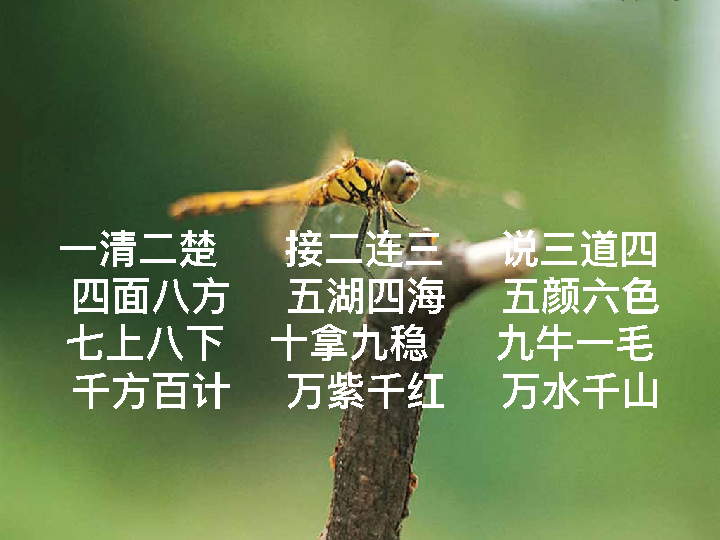 一清二楚 接二连三 说三道四
四面八方 五湖四海 五颜六色
七上八下 十拿九稳 九牛一毛
千方百计 万紫千红 万水千山